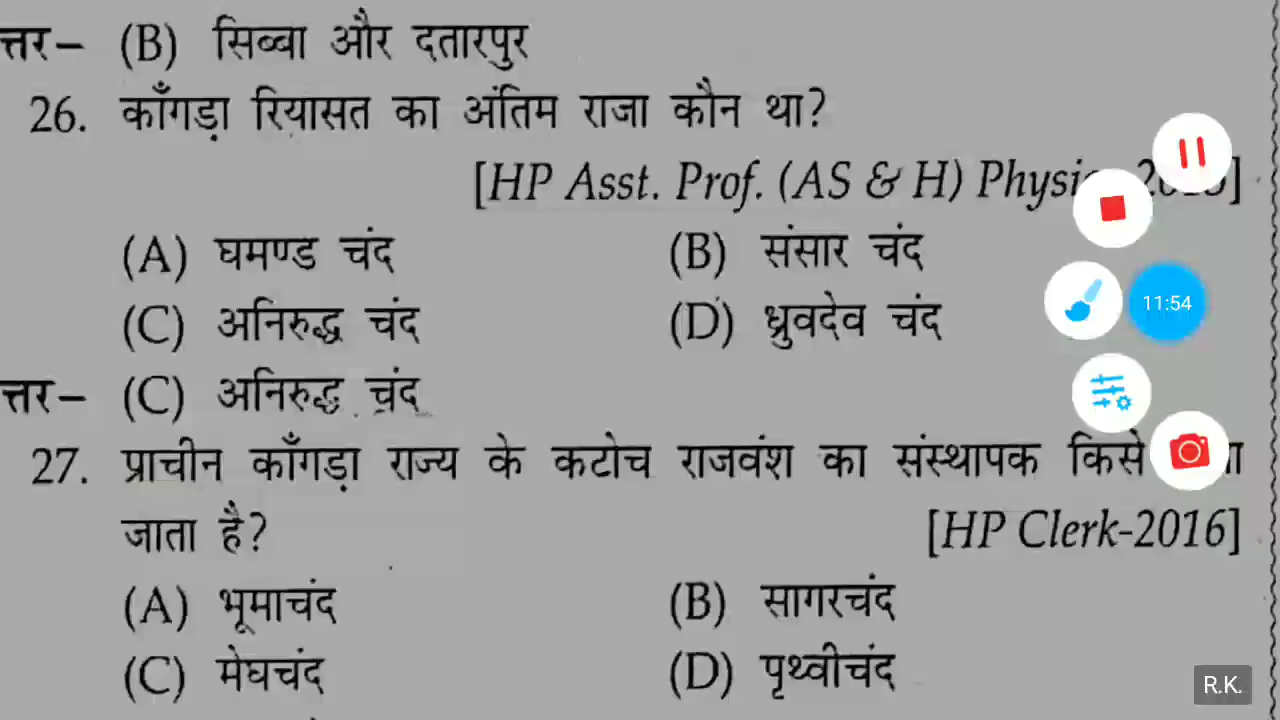 त्तर– (B) सिब्बा और दतारपुर
26. काँगड़ा रियासत का अंतिम राजा कौन था?
[HP Asst. Prof. (AS & H)
(A) घमण्ड चंद (B) संसार चंद
(C) अनिरुद्ध चंद (D) ध्रुवदेव चंद
11:54
त्तर– (C) अनिरुद्ध चंद
27. प्राचीन काँगड़ा राज्य के कटोच राजवंश का संस्थापक किसे
जाता है? [HP Clerk-2016]
(A) भूमाचंद (B) सागरचंद
(C) मेघचंद (D) पृथ्वीचंद
R.K.